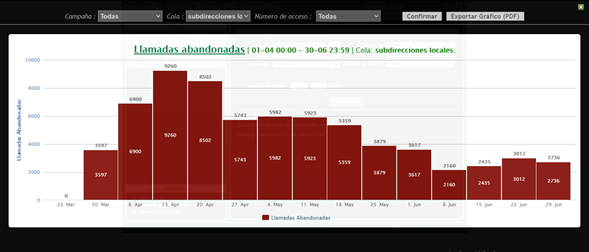 Campaña : Todas Cola : subdirecciones lo Número de acceso : Todas Confirmar Exportar Gráfico (PDF)
Llamadas abandonadas [ 01-04 00:00 - 30-06 23:59 ] Cola: subdirecciones locales;
Llamadas Abandonadas
10000
8000
6000
4000
2000
0
0 3597 6900 9260 8502 5743 5982 5923 5359 3879 3617 2160 2435 3012 2736
3597 6900 9260 8502 5743 5982 5923 5359 3879 3617 2160 2435 3012 2736
23. Mar 30. Mar 6. Apr 13. Apr 20. Apr 27. Apr 4. May 11. May 18. May 25. May 1. Jun 8. Jun 15. Jun 22. Jun 29. Jun
Llamadas Abandonadas